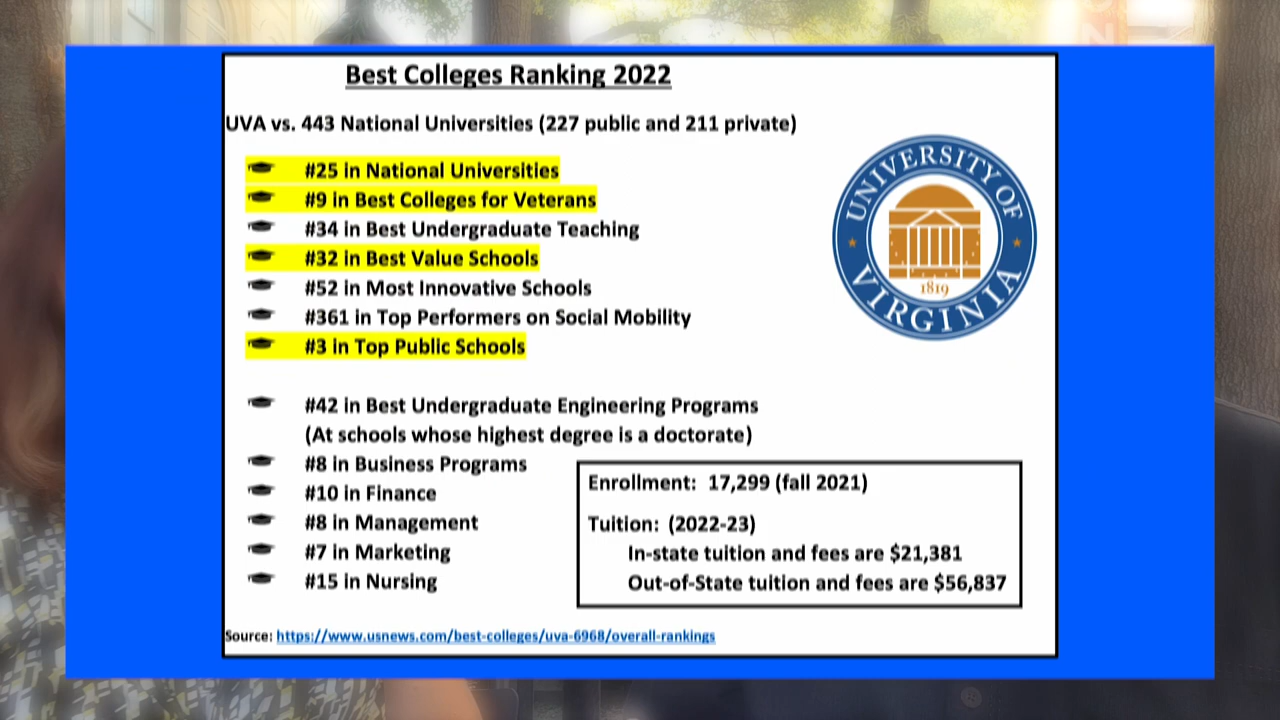 Best Colleges Ranking 2022
UVA vs. 443 National Universities (227 public and 211 private)
#25 in National Universities
#9 in Best Colleges for Veterans
#34 in Best Undergraduate Teaching
#32 in Best Value Schools
#52 in Most Innovative Schools
#361 in Top Performers on Social Mobility
#3 in Top Public Schools
UNIVERSITY OF
VIRGINIA
1819
#42 in Best Undergraduate Engineering Programs
(At schools whose highest degree is a doctorate)
#8 in Business Programs
#10 in Finance
#8 in Management
#7 in Marketing
#15 in Nursing
Enrollment: 17,299 (fall 2021)
Tuition: (2022-23)
In-state tuition and fees are $21,381
Out-of-State tuition and fees are $56,837
Source: https://www.usnews.com/best-colleges/uva-6968/overall-rankings